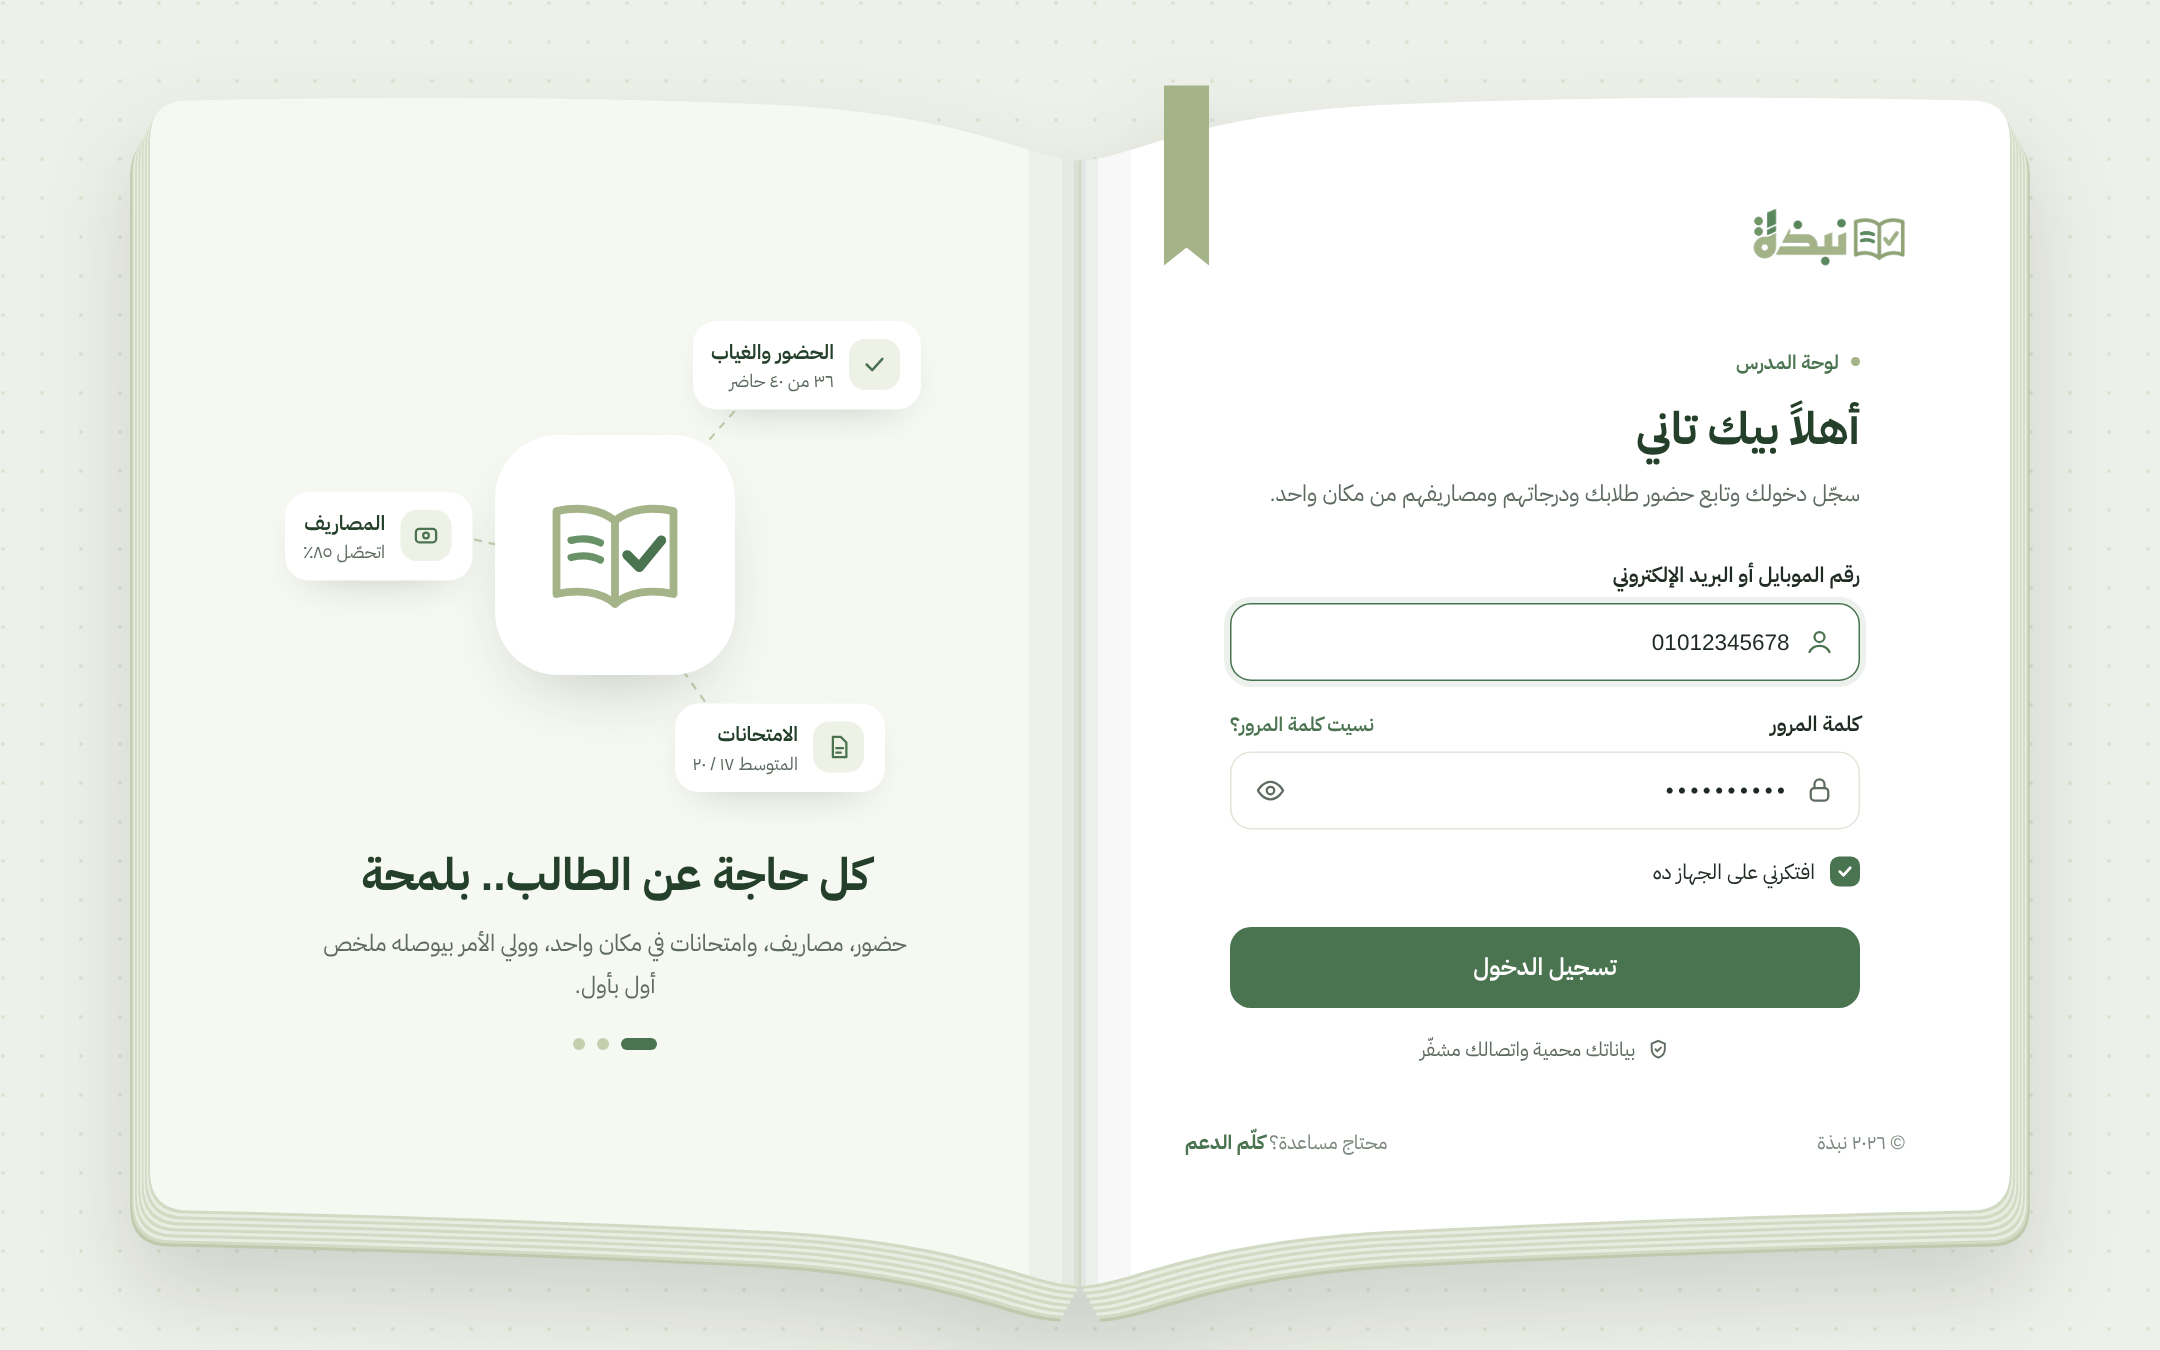 نبذة
لوحة المدرس
أهلاً بيك تاني
سجّل دخولك وتابع حضور طلابك ودرجاتهم ومصاريفهم من مكان واحد.
رقم الموبايل أو البريد الإلكتروني
01012345678
كلمة المرور
نسيت كلمة المرور؟
••••••••••
افتكرني على الجهاز ده
تسجيل الدخول
بياناتك محمية واتصالك مشفّر
© ٢٠٢٦ نبذة
محتاج مساعدة؟ كلّم الدعم
الحضور والغياب
٣٦ من ٤٠ حاضر
المصاريف
اتحصّل ٨٥٪
الامتحانات
المتوسط ١٧ / ٢٠
كل حاجة عن الطالب.. بلمحة
حضور، مصاريف، وامتحانات في مكان واحد، وولي الأمر بيوصله ملخص
أول بأول.